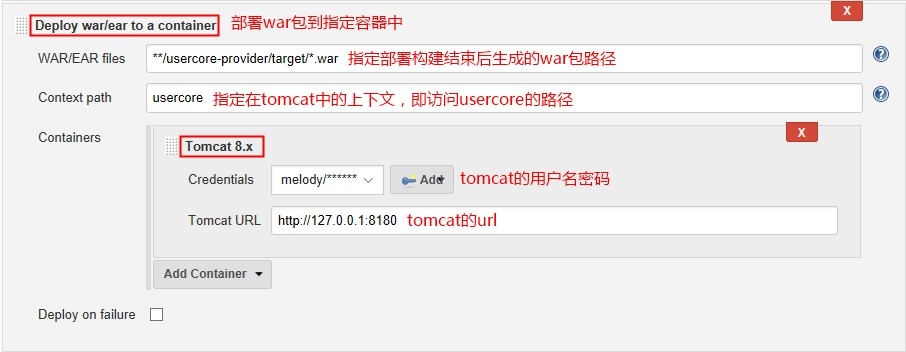 X
Deploy war/ear to a container 部署war包到指定容器中
WAR/EAR files **/usercore-provider/target/*.war 指定部署构建结束后生成的war包路径
Context path usercore 指定在tomcat中的上下文，即访问usercore的路径
Containers X
Tomcat 8.x
Credentials melody/****** Add tomcat的用户名密码
Tomcat URL http://127.0.0.1:8180 tomcat的url
Add Container
Deploy on failure